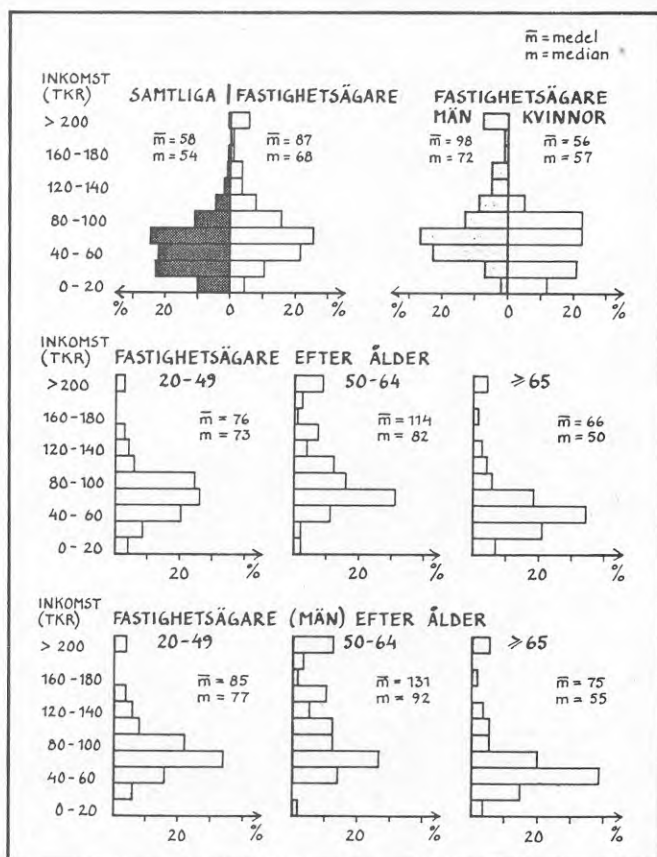 m̅ = medel
m = median
INKOMST
(TKR)
SAMTLIGA | FASTIGHETSÄGARE
FASTIGHETSÄGARE
MÄN KVINNOR
> 200
160-180
120-140
80-100
40-60
0-20
m̅ = 58
m = 54
m̅ = 87
m = 68
m̅ = 98
m = 72
m̅ = 56
m = 57
% 20 0 20 %
% 20 0 20 %
INKOMST
(TKR)
FASTIGHETSÄGARE EFTER ÅLDER
20-49 50-64 ≥65
> 200
160-180
120-140
80-100
40-60
0-20
m̅ = 76
m = 73
m̅ = 114
m = 82
m̅ = 66
m = 50
20 % 20 % 20 %
INKOMST
(TKR)
FASTIGHETSÄGARE (MÄN) EFTER ÅLDER
20-49 50-64 ≥65
> 200
160-180
120-140
80-100
40-60
0-20
m̅ = 85
m = 77
m̅ = 131
m = 92
m̅ = 75
m = 55
20 % 20 % 20 %